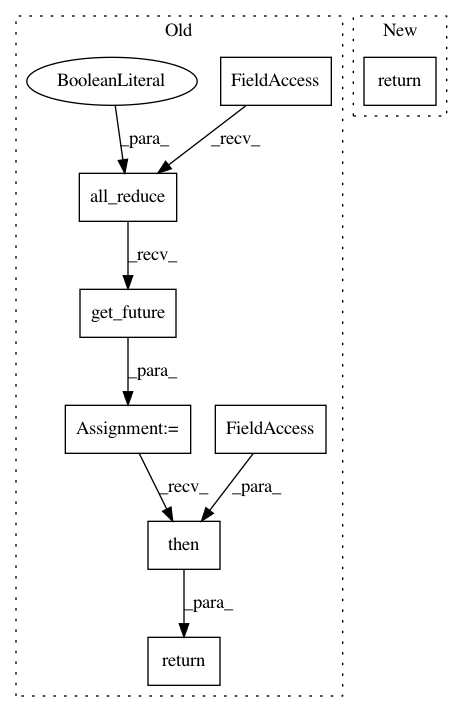 Old
New
BooleanLiteral
FieldAccess
return
_para_
_recv_
all_reduce
_recv_
get_future
_para_
Assignment:=
FieldAccess
_recv_
_para_
then
_para_
return